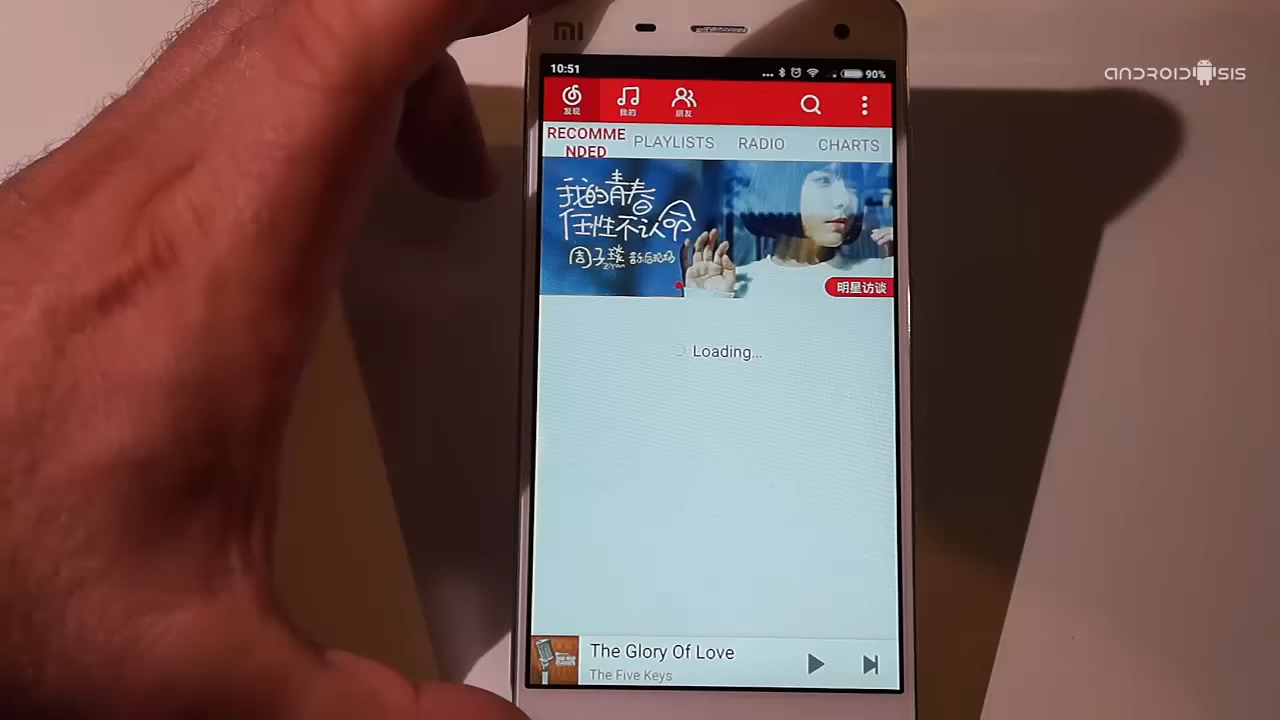 MI
ANDROIDSIS
10:51
90%
发现
我的
朋友
RECOMME
NDED
PLAYLISTS
RADIO
CHARTS
我的青春
任性不认命
周子琰
Ziyan
明星访谈
Loading...
The Glory Of Love
The Five Keys